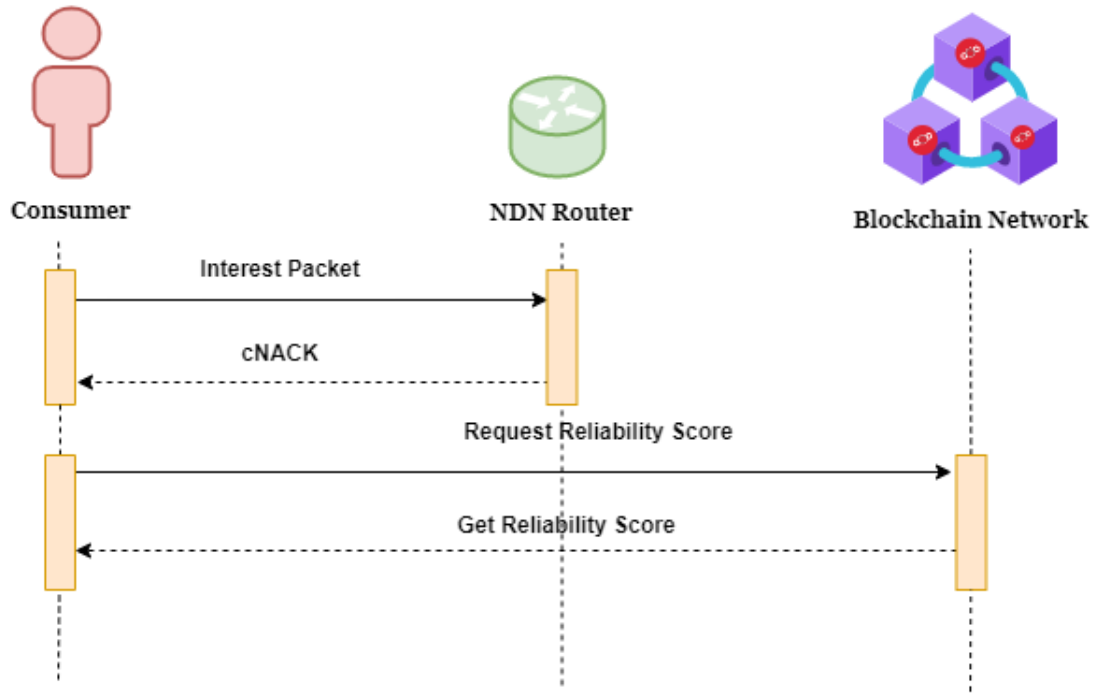 Consumer
NDN Router
Blockchain Network
Interest Packet
cNACK
Request Reliability Score
Get Reliability Score